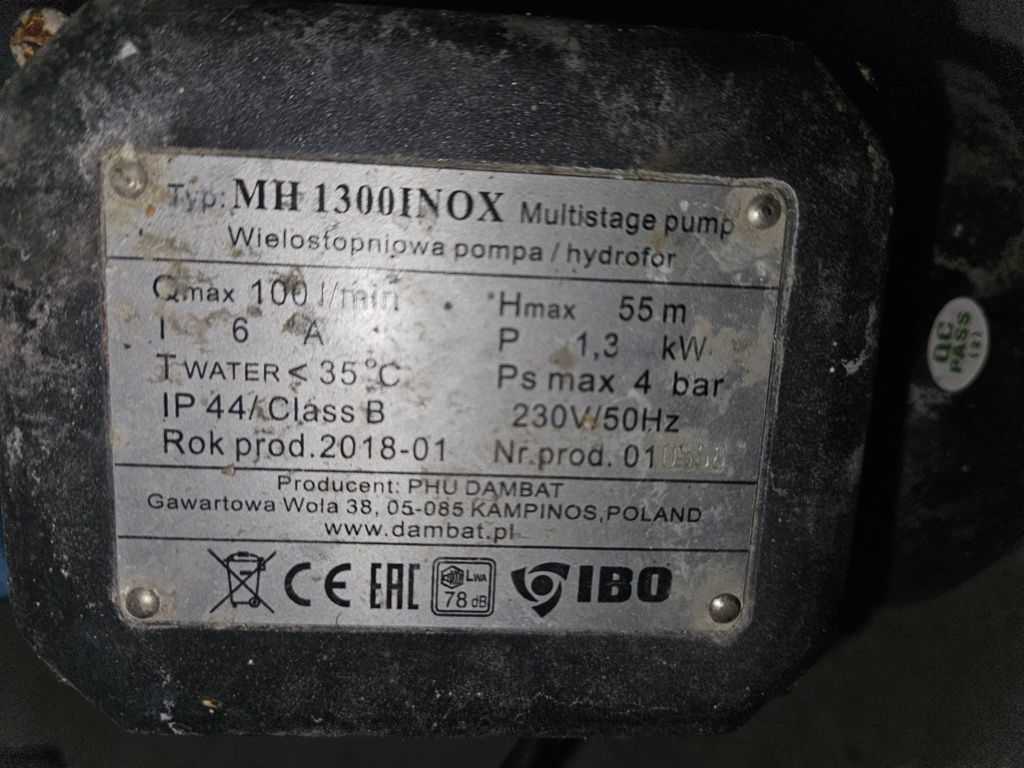 Typ: MH 1300INOX Multistage pump
Wielostopniowa pompa / hydrofor
Qmax 100 l/min Hmax 55 m
I 6 A P 1,3 kW
TWATER < 35°C Ps max 4 bar
IP 44/ Class B 230V/50Hz
Rok prod. 2018-01 Nr. prod. 010558
Producent: PHU DAMBAT
Gawartowa Wola 38, 05-085 KAMPINOS, POLAND
www.dambat.pl
CE EAC LWA 78 dB IBO
QC PASS (2)